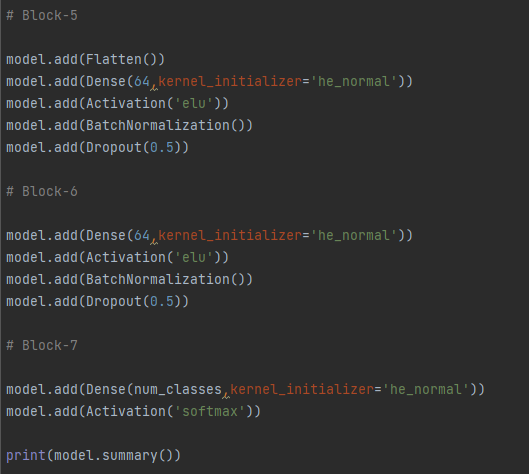 # Block-5
model.add(Flatten())
model.add(Dense(64,kernel_initializer='he_normal'))
model.add(Activation('elu'))
model.add(BatchNormalization())
model.add(Dropout(0.5))
# Block-6
model.add(Dense(64,kernel_initializer='he_normal'))
model.add(Activation('elu'))
model.add(BatchNormalization())
model.add(Dropout(0.5))
# Block-7
model.add(Dense(num_classes,kernel_initializer='he_normal'))
model.add(Activation('softmax'))
print(model.summary())